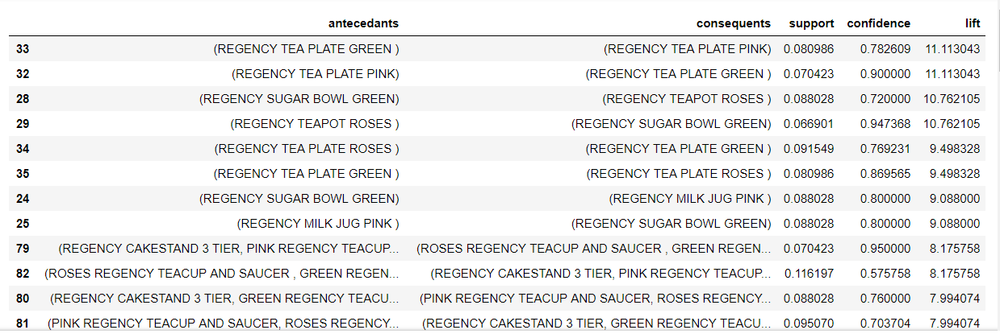 antecedants consequents support confidence lift
33 (REGENCY TEA PLATE GREEN ) (REGENCY TEA PLATE PINK) 0.080986 0.782609 11.113043
32 (REGENCY TEA PLATE PINK) (REGENCY TEA PLATE GREEN ) 0.070423 0.900000 11.113043
28 (REGENCY SUGAR BOWL GREEN) (REGENCY TEAPOT ROSES ) 0.088028 0.720000 10.762105
29 (REGENCY TEAPOT ROSES ) (REGENCY SUGAR BOWL GREEN) 0.066901 0.947368 10.762105
34 (REGENCY TEA PLATE ROSES ) (REGENCY TEA PLATE GREEN ) 0.091549 0.769231 9.498328
35 (REGENCY TEA PLATE GREEN ) (REGENCY TEA PLATE ROSES ) 0.080986 0.869565 9.498328
24 (REGENCY SUGAR BOWL GREEN) (REGENCY MILK JUG PINK ) 0.088028 0.800000 9.088000
25 (REGENCY MILK JUG PINK ) (REGENCY SUGAR BOWL GREEN) 0.088028 0.800000 9.088000
79 (REGENCY CAKESTAND 3 TIER, PINK REGENCY TEACUP... (ROSES REGENCY TEACUP AND SAUCER , GREEN REGEN... 0.070423 0.950000 8.175758
82 (ROSES REGENCY TEACUP AND SAUCER , GREEN REGEN... (REGENCY CAKESTAND 3 TIER, PINK REGENCY TEACUP... 0.116197 0.575758 8.175758
80 (REGENCY CAKESTAND 3 TIER, GREEN REGENCY TEACU... (PINK REGENCY TEACUP AND SAUCER, ROSES REGENCY... 0.088028 0.760000 7.994074
81 (PINK REGENCY TEACUP AND SAUCER, ROSES REGENCY... (REGENCY CAKESTAND 3 TIER, GREEN REGENCY TEACU... 0.095070 0.703704 7.994074